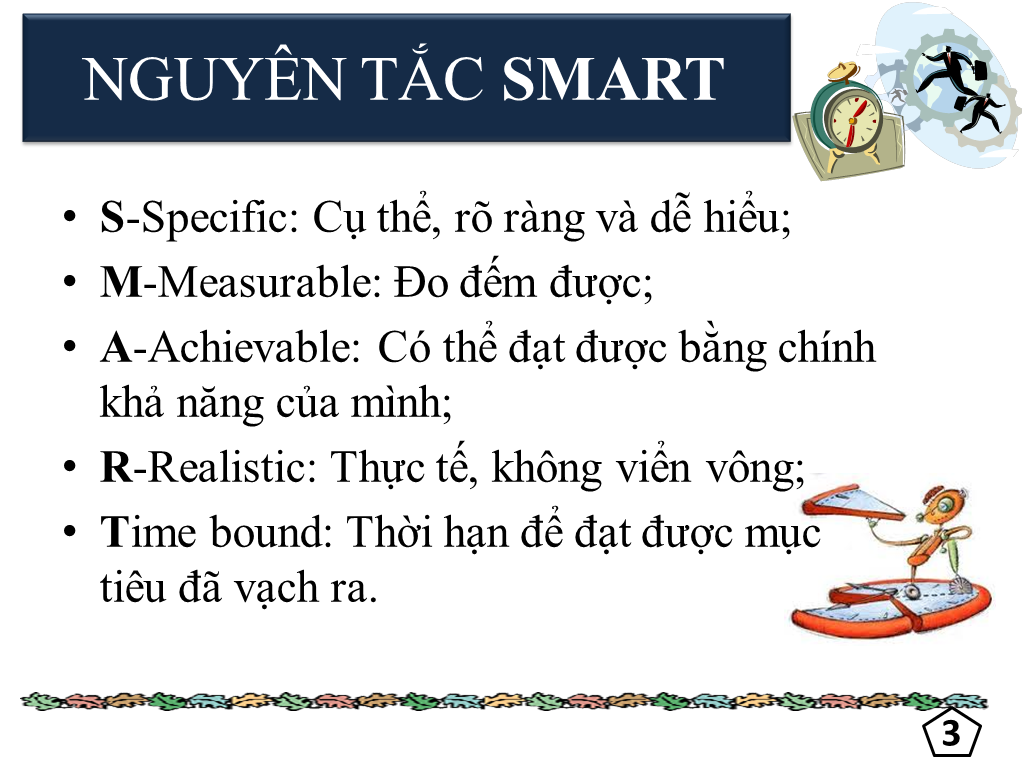 NGUYÊN TẮC SMART
• S-Specific: Cụ thể, rõ ràng và dễ hiểu;
• M-Measurable: Đo đếm được;
• A-Achievable: Có thể đạt được bằng chính
khả năng của mình;
• R-Realistic: Thực tế, không viển vông;
• Time bound: Thời hạn để đạt được mục
tiêu đã vạch ra.
3